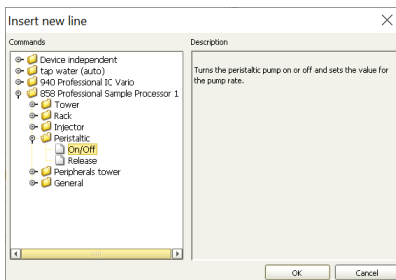 Insert new line
Commands
Description
Device independent
tap water (auto)
940 Professional IC Vario
858 Professional Sample Processor 1
Tower
Rack
Injector
Peristaltic
On/Off
Release
Peripherals tower
General
Turns the peristaltic pump on or off and sets the value for
the pump rate.
OK
Cancel